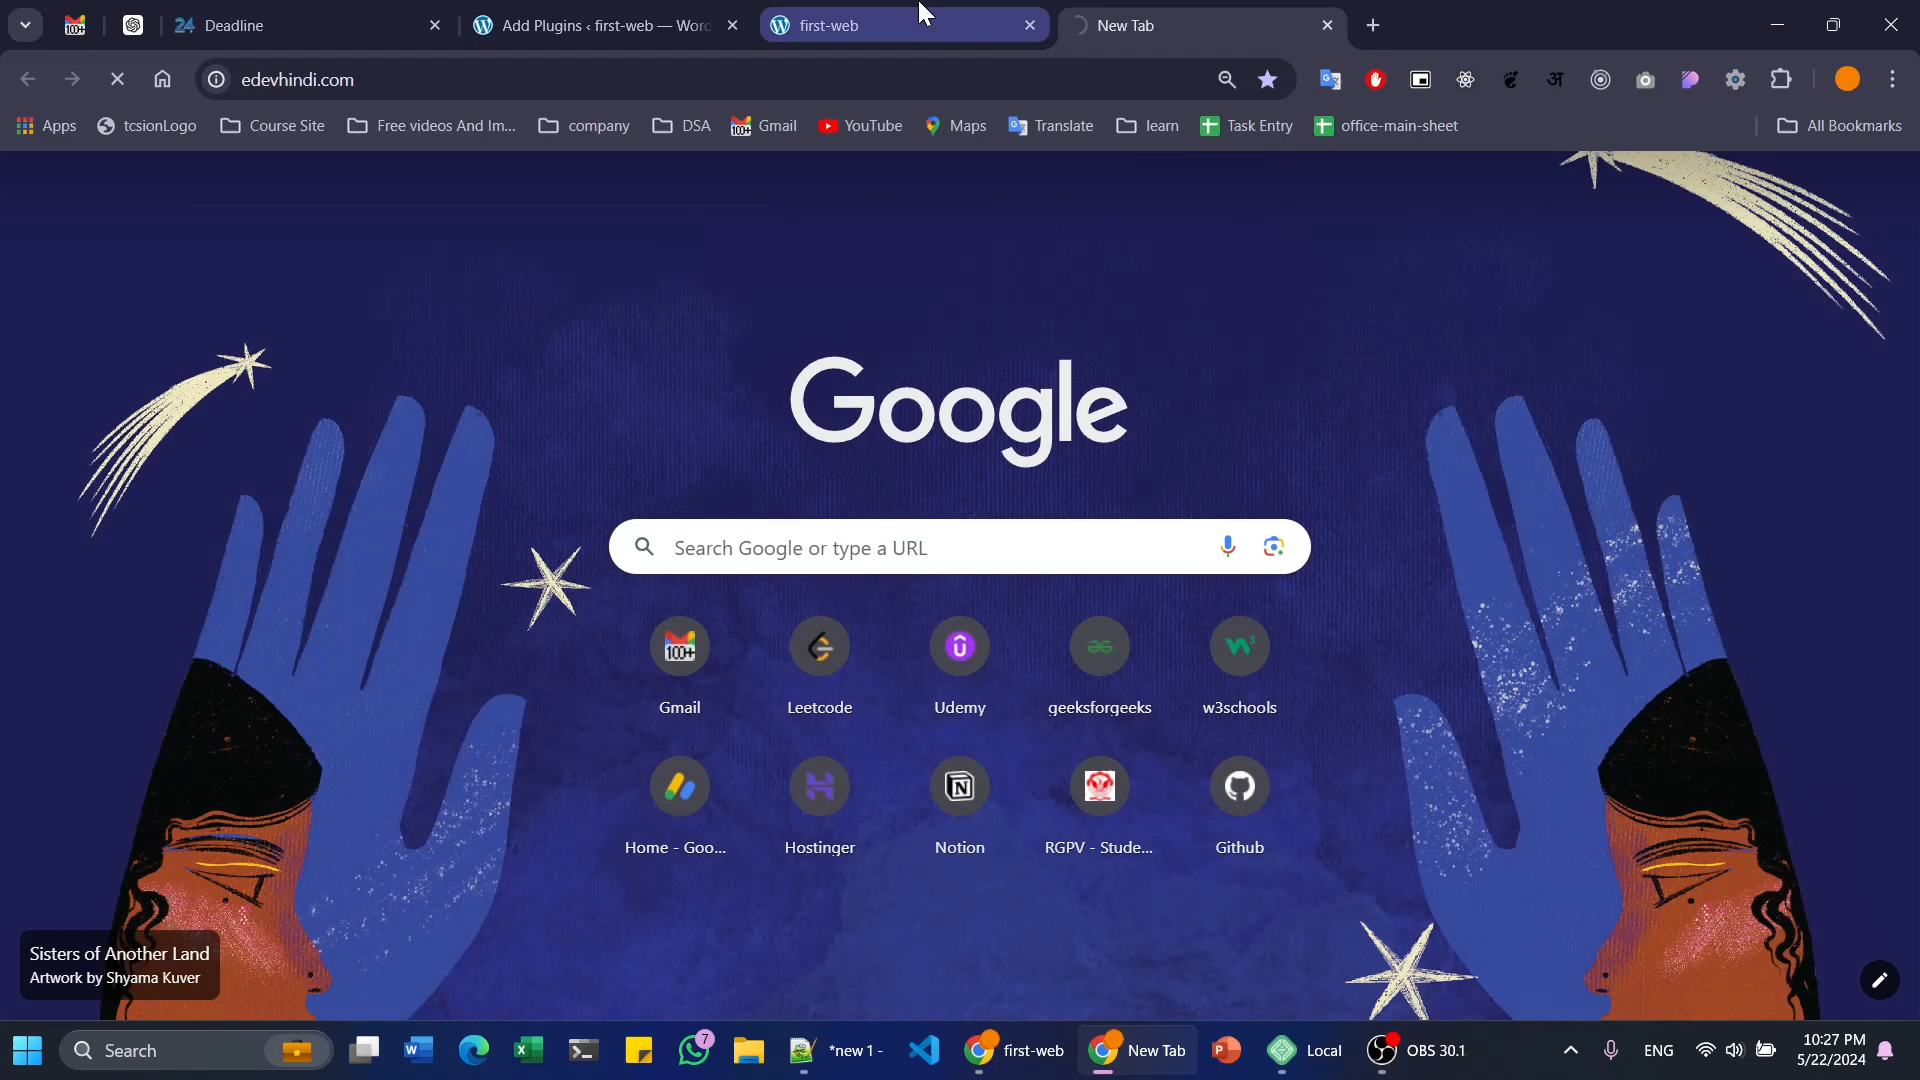 100+
24 Deadline
Add Plugins ‹ first-web — Wor
first-web
New Tab
edevhindi.com
Apps
tcsionLogo
Course Site
Free videos And Im...
company
DSA
Gmail
YouTube
Maps
Translate
learn
Task Entry
office-main-sheet
All Bookmarks
Google
Search Google or type a URL
Gmail
Leetcode
Udemy
geeksforgeeks
w3schools
Home - Goo...
Hostinger
Notion
RGPV - Stude...
Github
Sisters of Another Land
Artwork by Shyama Kuver
Search
7
*new 1 -
first-web
New Tab
Local
OBS 30.1
ENG
10:27 PM
5/22/2024